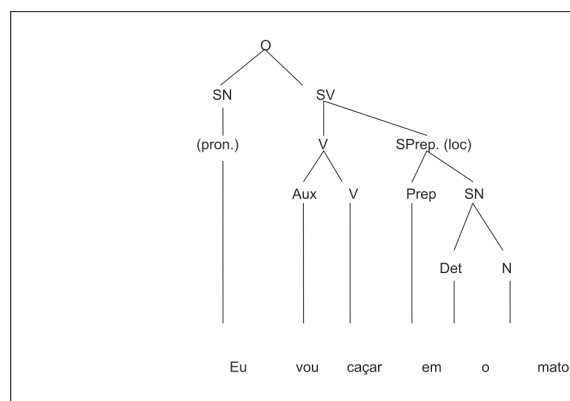 O
SN SV
(pron.) V SPrep. (loc)
Aux V Prep SN
Det N
Eu vou caçar em o mato